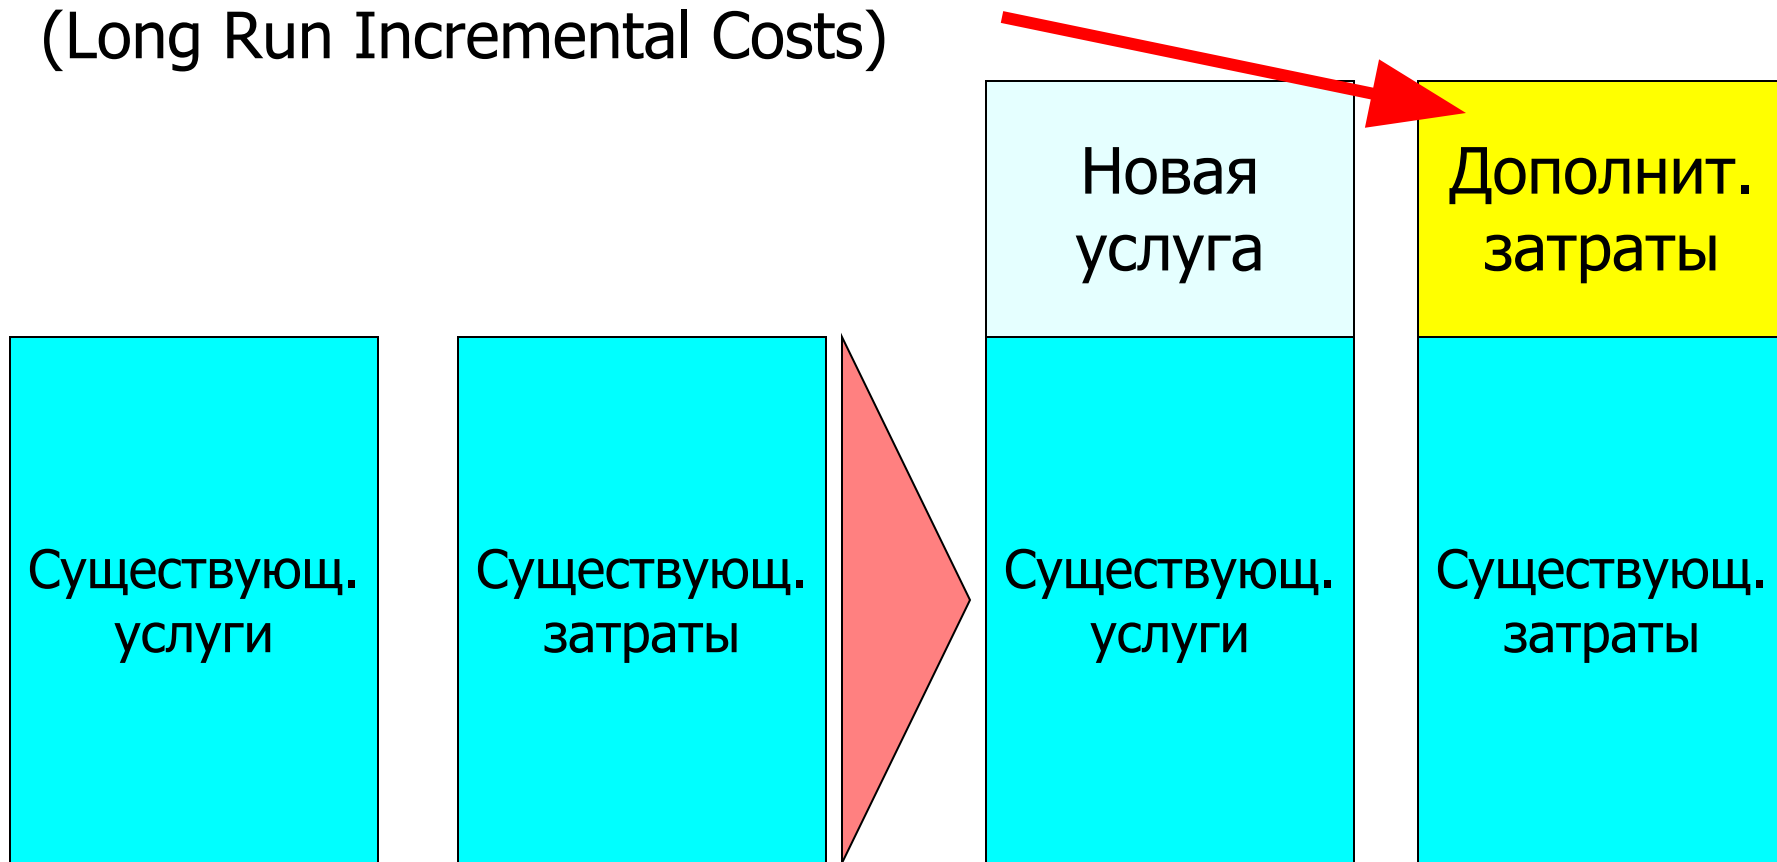 (Long Run Incremental Costs)
Новая
услуга
Дополнит.
затраты
Существующ.
услуги
Существующ.
затраты
Существующ.
услуги
Существующ.
затраты